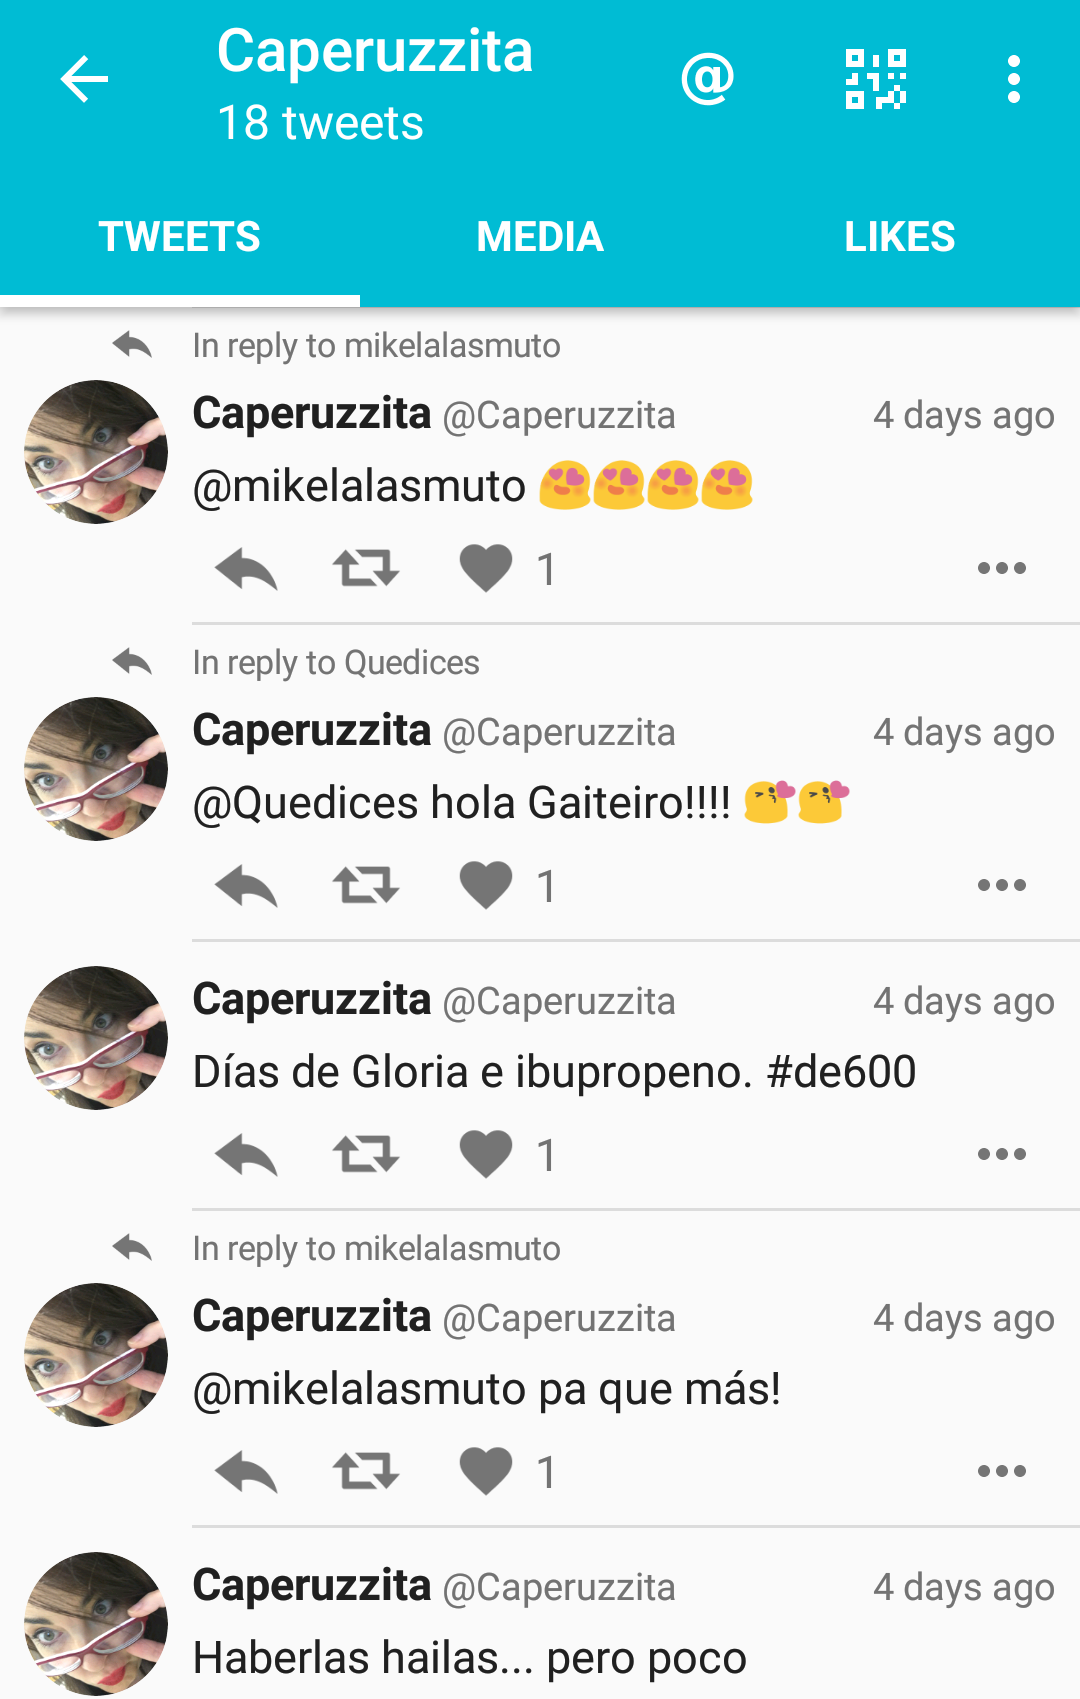 Caperuzzita
18 tweets
@
TWEETS MEDIA LIKES
In reply to mikelalasmuto
Caperuzzita @Caperuzzita 4 days ago
@mikelalasmuto 😍😍😍😍
1
In reply to Quedices
Caperuzzita @Caperuzzita 4 days ago
@Quedices hola Gaiteiro!!!! 😘😘
1
Caperuzzita @Caperuzzita 4 days ago
Días de Gloria e ibupropeno. #de600
1
In reply to mikelalasmuto
Caperuzzita @Caperuzzita 4 days ago
@mikelalasmuto pa que más!
1
Caperuzzita @Caperuzzita 4 days ago
Haberlas hailas... pero poco